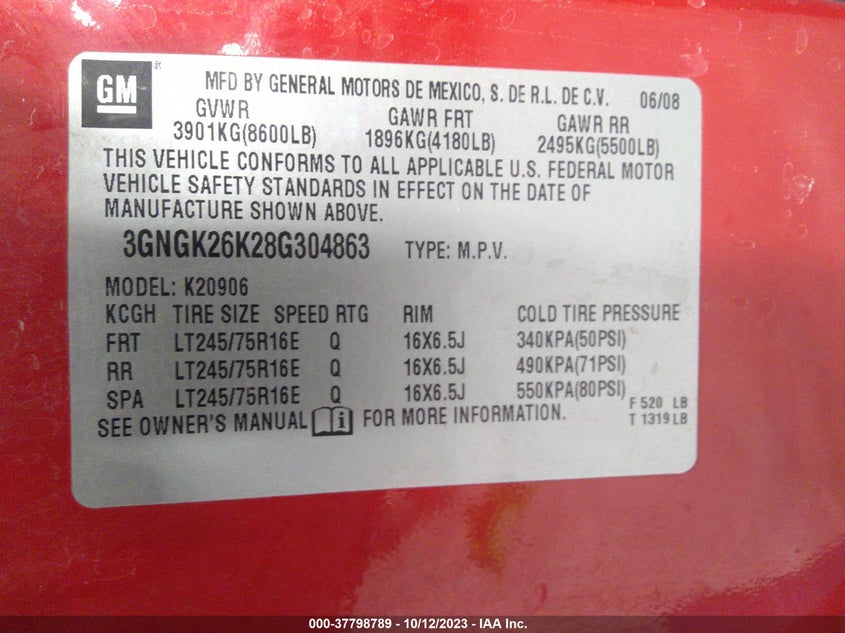 GM
MFD BY GENERAL MOTORS DE MEXICO, S. DE R.L. DE C.V. 06/08
GVWR GAWR FRT GAWR RR
3901KG(8600LB) 1896KG(4180LB) 2495KG(5500LB)
THIS VEHICLE CONFORMS TO ALL APPLICABLE U.S. FEDERAL MOTOR
VEHICLE SAFETY STANDARDS IN EFFECT ON THE DATE OF
MANUFACTURE SHOWN ABOVE.
3GNGK26K28G304863 TYPE: M.P.V.
MODEL: K20906
KCGH TIRE SIZE SPEED RTG RIM COLD TIRE PRESSURE
FRT LT245/75R16E Q 16X6.5J 340KPA(50PSI)
RR LT245/75R16E Q 16X6.5J 490KPA(71PSI)
SPA LT245/75R16E Q 16X6.5J 550KPA(80PSI)
SEE OWNER'S MANUAL i FOR MORE INFORMATION.
F 520 LB
T 1319 LB
000-37798789 - 10/12/2023 - IAA Inc.